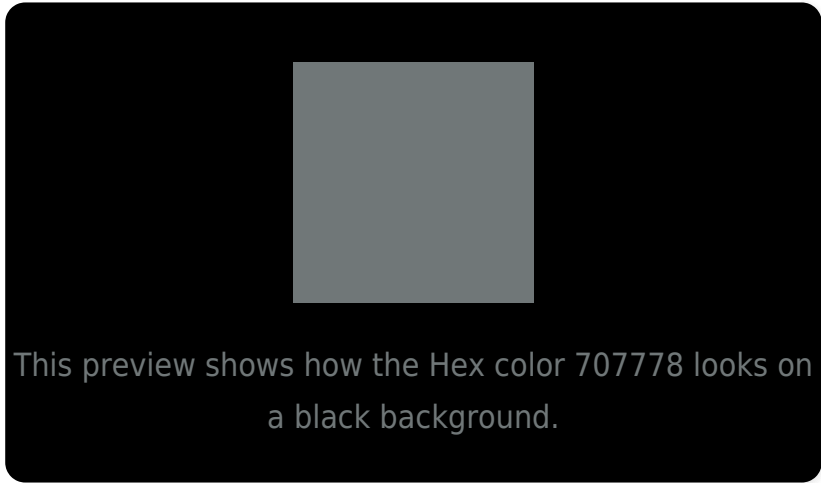 This preview shows how the Hex color 707778 looks on
a black background.